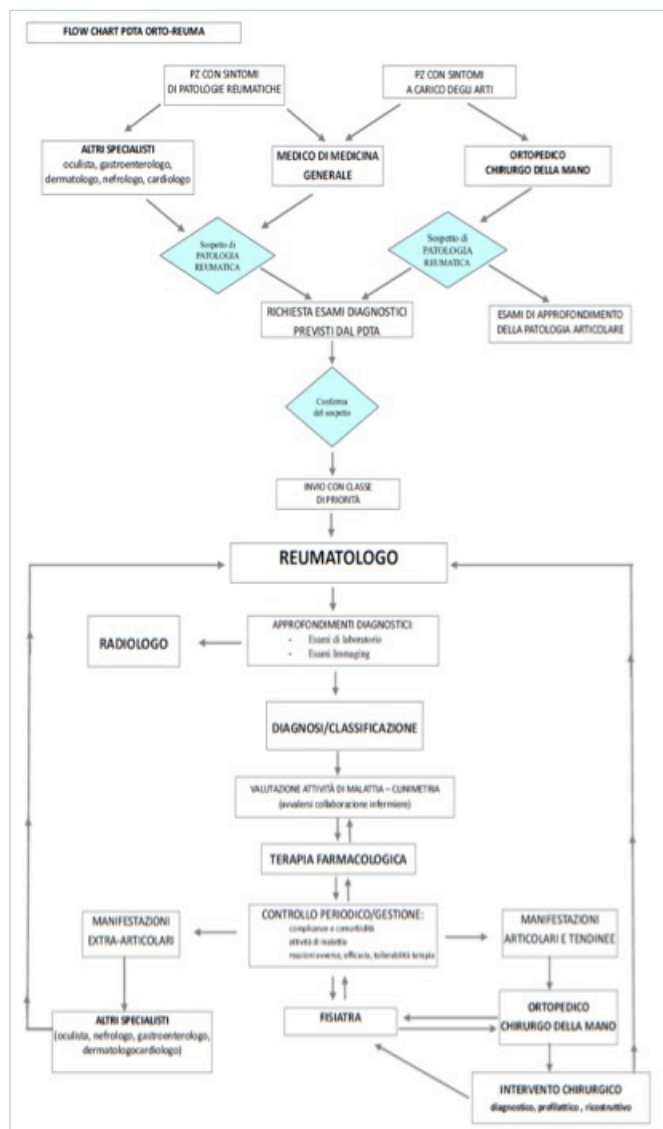 FLOW CHART PDTA ORTO-REUMA
PZ CON SINTOMI
DI PATOLOGIE REUMATICHE
PZ CON SINTOMI
A CARICO DEGLI ARTI
ALTRI SPECIALISTI
oculista, gastroenterologo,
dermatologo, nefrologo, cardiologo
MEDICO DI MEDICINA
GENERALE
ORTOPEDICO
CHIRURGO DELLA MANO
Sospetto di
PATOLOGIA
REUMATICA
Sospetto di
PATOLOGIA
REUMATICA
RICHIESTA ESAMI DIAGNOSTICI
PREVISTI DAL PDTA
ESAMI DI APPROFONDIMENTO
DELLA PATOLOGIA ARTICOLARE
Conferma
del sospetto
INVIO CON CLASSE
DI PRIORITÀ
REUMATOLOGO
RADIOLOGO
APPROFONDIMENTI DIAGNOSTICI:
- Esami di laboratorio
- Esami Immaging
DIAGNOSI/CLASSIFICAZIONE
VALUTAZIONE ATTIVITÀ DI MALATTIA – CLINIMETRIA
(avvalersi collaborazione infermiere)
TERAPIA FARMACOLOGICA
MANIFESTAZIONI
EXTRA-ARTICOLARI
CONTROLLO PERIODICO/GESTIONE:
complicanze e comorbidità
attività di malattia
reazioni avverse, efficacia, tollerabilità terapia
MANIFESTAZIONI
ARTICOLARI E TENDINEE
ALTRI SPECIALISTI
(oculista, nefrologo, gastroenterologo,
dermatologocardiologo)
FISIATRA
ORTOPEDICO
CHIRURGO DELLA MANO
INTERVENTO CHIRURGICO
diagnostico, profilattico , ricostruttivo